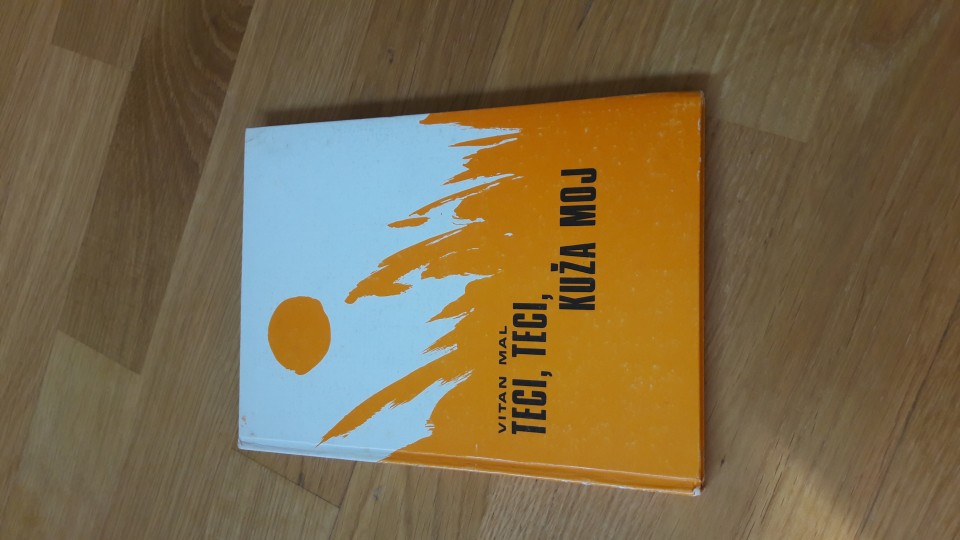 VITAN MAL
TECI, TECI,
KUŽA MOJ